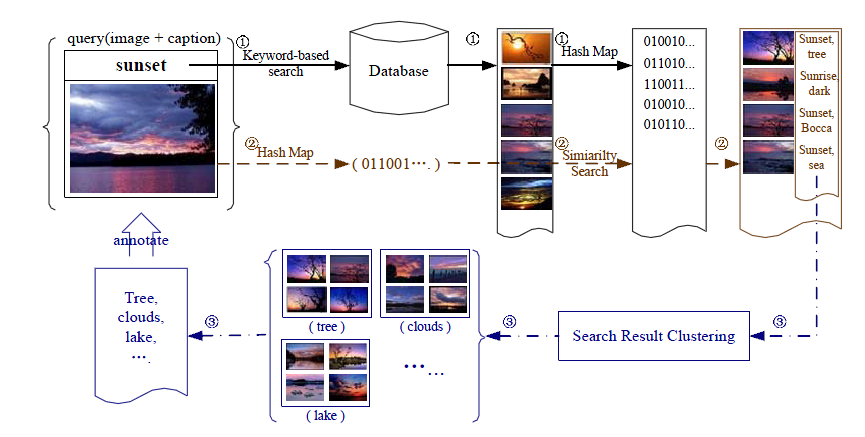 query(image + caption)
sunset
①
Keyword-based
search
Database
①
①
Hash Map
010010...
011010...
110011...
010010...
010110...
Sunset,
tree
Sunrise,
dark
Sunset,
Bocca
Sunset,
sea
②
Hash Map
( 011001…. )
②
Simiarilty
Search
②
annotate
Tree,
clouds,
lake,
….
③
( tree )
( clouds )
( lake )
……
③
Search Result Clustering
③